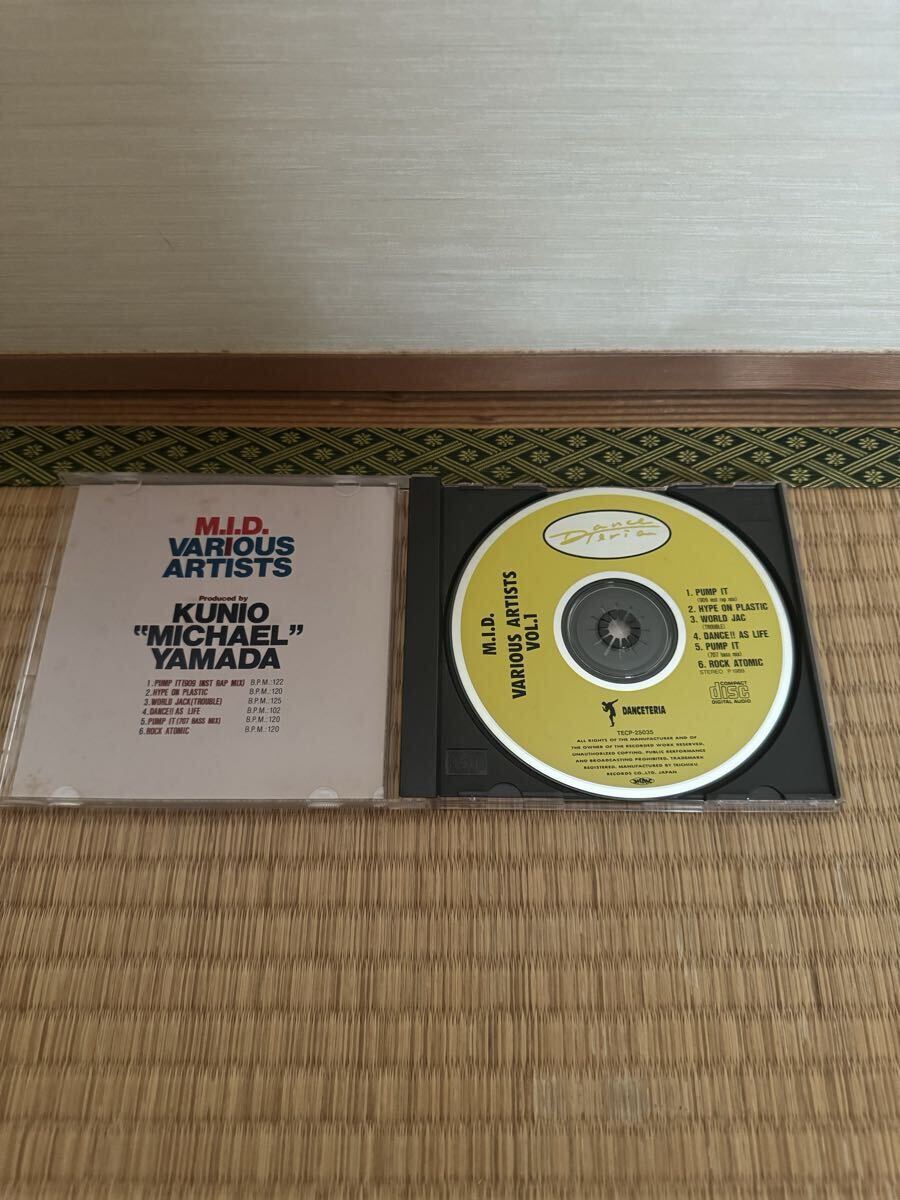 M.I.D.
VARIOUS
ARTISTS
Produced by
KUNIO
“MICHAEL”
YAMADA
1. PUMP IT(909 INST RAP MIX) B.P.M.:122
2. HYPE ON PLASTIC B.P.M.:120
3. WORLD JACK(TROUBLE) B.P.M.:125
4. DANCE!! AS LIFE B.P.M.:102
5. PUMP IT(707 BASS MIX) B.P.M.:120
6. ROCK ATOMIC B.P.M.:120
Dance
Teria
M.I.D.
VARIOUS ARTISTS
VOL.1
1. PUMP IT
(909 inst rap mix)
2. HYPE ON PLASTIC
3. WORLD JAC
(TROUBLE)
4. DANCE!! AS LIFE
5. PUMP IT
(707 bass mix)
6. ROCK ATOMIC
STEREO P1989
COMPACT
disc
DIGITAL AUDIO
DANCETERIA
TECP-25035
ALL RIGHTS OF THE MANUFACTURER AND OF
THE OWNER OF THE RECORDED WORK RESERVED,
UNAUTHORIZED COPYING, PUBLIC PERFORMANCE
AND BROADCASTING PROHIBITED, TRADEMARK
REGISTERED. MANUFACTURED BY TEICHIKU
RECORDS CO., LTD. JAPAN